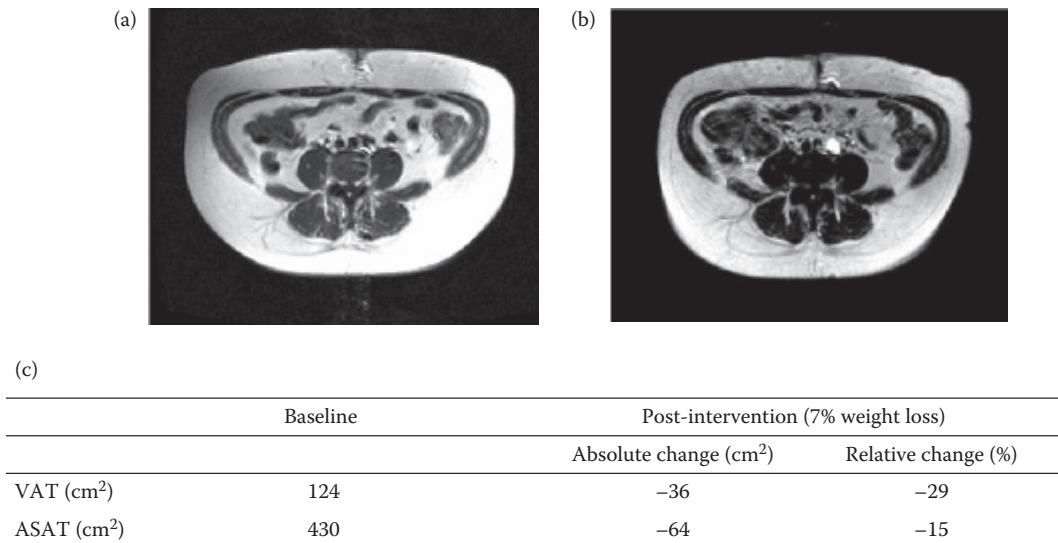 (a) (b)
(c)
Baseline Post-intervention (7% weight loss)
Absolute change (cm²) Relative change (%)
VAT (cm²) 124 –36 –29
ASAT (cm²) 430 –64 –15